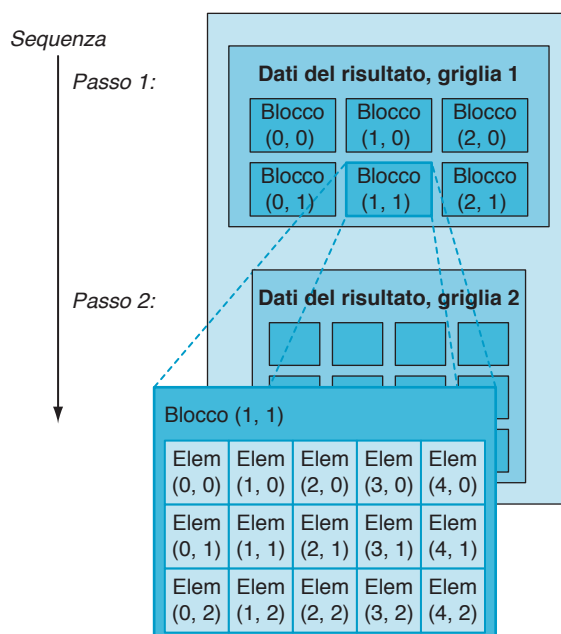 Sequenza
Passo 1:
Dati del risultato, griglia 1
Blocco Blocco Blocco
(0, 0) (1, 0) (2, 0)
Blocco Blocco Blocco
(0, 1) (1, 1) (2, 1)
Passo 2:
Dati del risultato, griglia 2
Blocco (1, 1)
Elem Elem Elem Elem Elem
(0, 0) (1, 0) (2, 0) (3, 0) (4, 0)
Elem Elem Elem Elem Elem
(0, 1) (1, 1) (2, 1) (3, 1) (4, 1)
Elem Elem Elem Elem Elem
(0, 2) (1, 2) (2, 2) (3, 2) (4, 2)